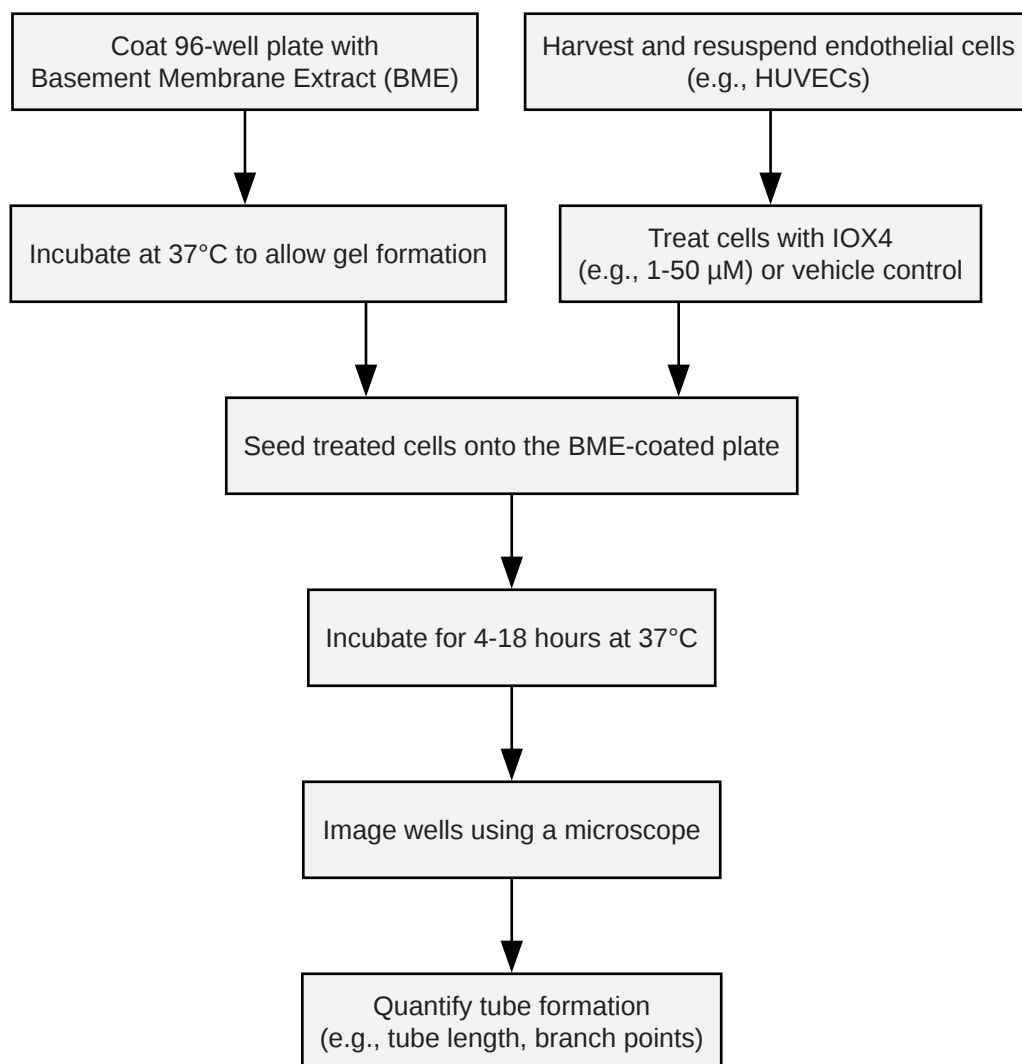 Coat 96-well plate with
Basement Membrane Extract (BME)
Harvest and resuspend endothelial cells
(e.g., HUVECs)
Incubate at 37°C to allow gel formation
Treat cells with IOX4
(e.g., 1-50 µM) or vehicle control
Seed treated cells onto the BME-coated plate
Incubate for 4-18 hours at 37°C
Image wells using a microscope
Quantify tube formation
(e.g., tube length, branch points)